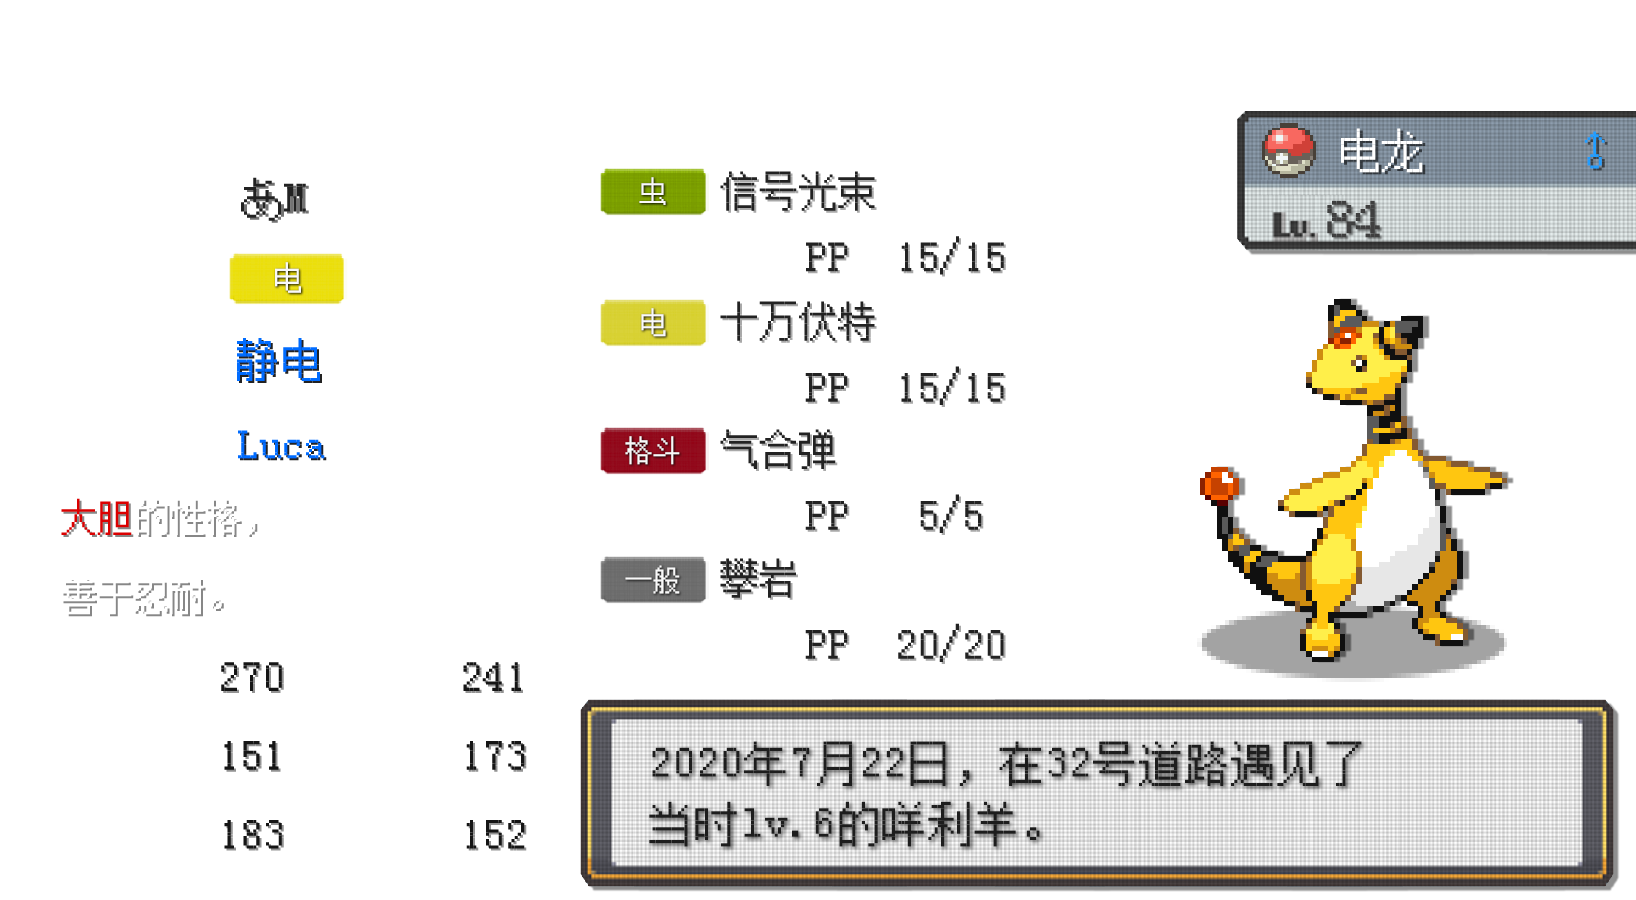 あM
电
静电
Luca
大胆的性格，
善于忍耐。
270 241
151 173
183 152
虫 信号光束
PP 15/15
电 十万伏特
PP 15/15
格斗 气合弹
PP 5/5
一般 攀岩
PP 20/20
电龙 ♂
Lv.84
2020年7月22日，在32号道路遇见了
当时lv.6的咩利羊。